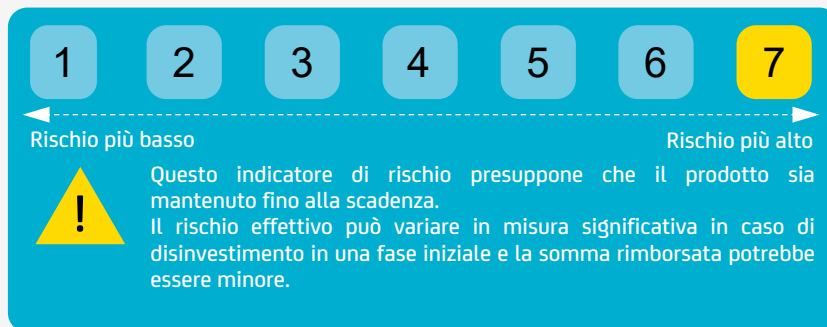 1 2 3 4 5 6 7
Rischio più basso Rischio più alto
!
Questo indicatore di rischio presuppone che il prodotto sia
mantenuto fino alla scadenza.
Il rischio effettivo può variare in misura significativa in caso di
disinvestimento in una fase iniziale e la somma rimborsata potrebbe
essere minore.